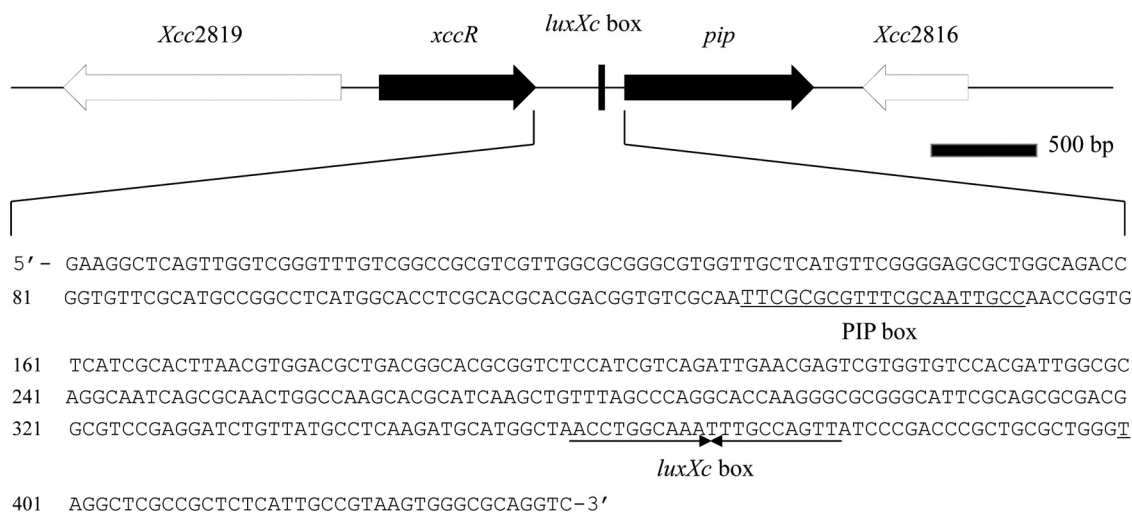 Xcc2819 xccR luxXc box pip Xcc2816
500 bp
5′- GAAGGCTCAGTTGGTCGGGTTTGTCGGCCGCGTCGTTGGCGCGGGCGTGGTTGCTCATGTTCGGGGAGCGCTGGCAGACC
81 GGTGTTCGCATGCCGGCCTCATGGCACCTCGCACGCACGACGGTGTCGCAATTCGCGCGTTTCGCAATTGCCAACCGGTG
PIP box
161 TCATCGCACTTAACGTGGACGCTGACGGCACGCGGTCTCCATCGTCAGATTGAACGAGTCGTGGTGTCCACGATTGGCGC
241 AGGCAATCAGCGCAACTGGCCAAGCACGCATCAAGCTGTTTAGCCCAGGCACCAAGGGCGCGGGCATTCGCAGCGCGACG
321 GCGTCCGAGGATCTGTTATGCCTCAAGATGCATGGCTAACCTGGCAAATTTGCCAGTTATCCCGACCCGCTGCGCTGGGT
luxXc box
401 AGGCTCGCCGCTCTCATTGCCGTAAGTGGGCGCAGGTC-3′